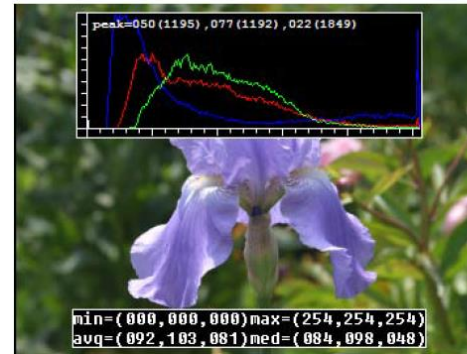 peak=050(1195),077(1192),022(1849)
min=(000,000,000)max=(254,254,254)
avg=(092,103,081)med=(084,098,048)